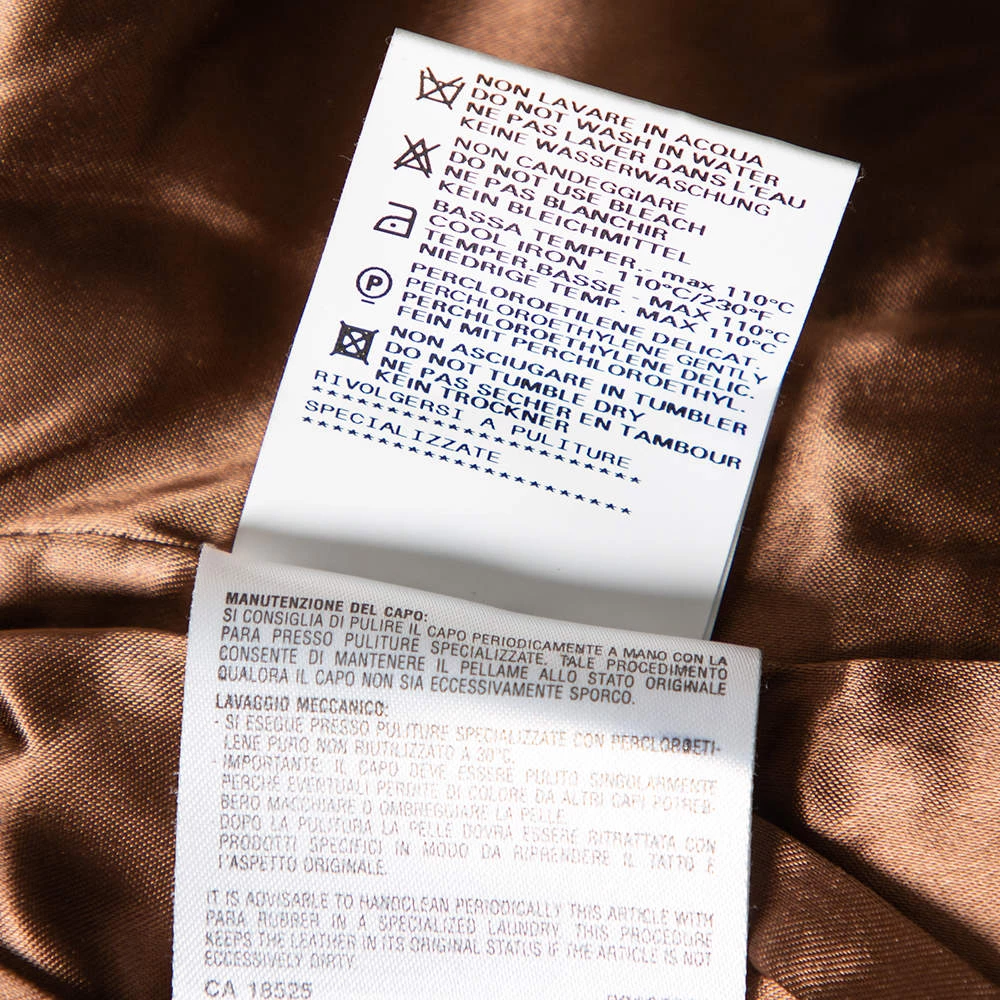 NON LAVARE IN ACQUA
DO NOT WASH IN WATER
NE PAS LAVER DANS L'EAU
KEINE WASSERWASCHUNG
NON CANDEGGIARE
DO NOT USE BLEACH
NE PAS BLANCHIR
KEIN BLEICHMITTEL
BASSA TEMPER. - max 110°C
COOL IRON - 110°C/230°F
TEMPER.BASSE - MAX 110°C
NIEDRIGE TEMP. - MAX 110°C
P
PERCLOROETILENE DELICAT.
PERCHLOROETHYLENE GENTLY
PERCHLOROETHYLENE DELIC.
FEIN MIT PERCHLOROETHYL.
NON ASCIUGARE IN TUMBLER
DO NOT TUMBLE DRY
NE PAS SECHER EN TAMBOUR
KEIN TROCKNER
RIVOLGERSI A PULITURE
*************************
SPECIALIZZATE
*************************
MANUTENZIONE DEL CAPO:
SI CONSIGLIA DI PULIRE IL CAPO PERIODICAMENTE A MANO CON LA
PARA PRESSO PULITURE SPECIALIZZATE, TALE PROCEDIMENTO
CONSENTE DI MANTENERE IL PELLAME ALLO STATO ORIGINALE
QUALORA IL CAPO NON SIA ECCESSIVAMENTE SPORCO.
LAVAGGIO MECCANICO:
- SI ESEGUE PRESSO PULITURE SPECIALIZZATE CON PERCLOROETI-
LENE PURO NON RIUTILIZZATO A 30°C.
- IMPORTANTE: IL CAPO DEVE ESSERE PULITO SINGOLARMENTE
PERCHÉ EVENTUALI PERDITE DI COLORE DA ALTRI CAPI POTREB-
BERO MACCHIARE O OMBREGGIARE LA PELLE.
DOPO LA PULITURA LA PELLE DOVRÀ ESSERE RITRATTATA CON
PRODOTTI SPECIFICI IN MODO DA RIPRENDERE IL TATTO E
l'ASPETTO ORIGINALE.
IT IS ADVISABLE TO HANDCLEAN PERIODICALLY THIS ARTICLE WITH
PARA RUBBER IN A SPECIALIZED LAUNDRY. THIS PROCEDURE
KEEPS THE LEATHER IN ITS ORIGINAL STATUS IF THE ARTICLE IS NOT
ECCESSIVELY DIRTY.
CA 18525